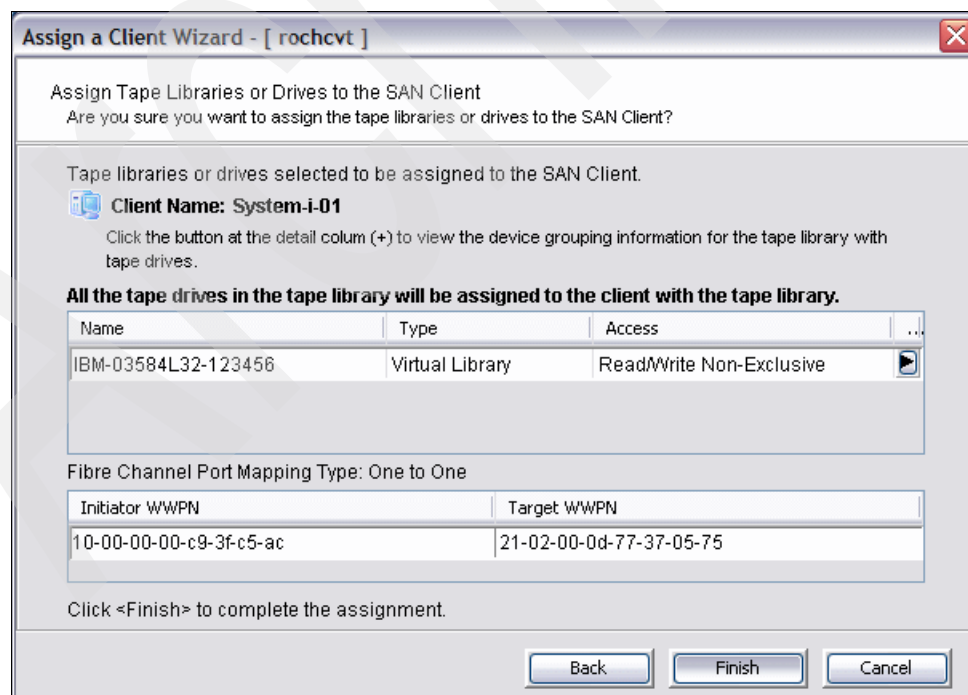 Assign a Client Wizard - [ rochcvt ]
Assign Tape Libraries or Drives to the SAN Client
Are you sure you want to assign the tape libraries or drives to the SAN Client?
Tape libraries or drives selected to be assigned to the SAN Client.
Client Name: System-i-01
Click the button at the detail colum (+) to view the device grouping information for the tape library with
tape drives.
All the tape drives in the tape library will be assigned to the client with the tape library.
Name Type Access ...
IBM-03584L32-123456 Virtual Library Read/Write Non-Exclusive
Fibre Channel Port Mapping Type: One to One
Initiator WWPN Target WWPN
10-00-00-00-c9-3f-c5-ac 21-02-00-0d-77-37-05-75
Click <Finish> to complete the assignment.
Back Finish Cancel